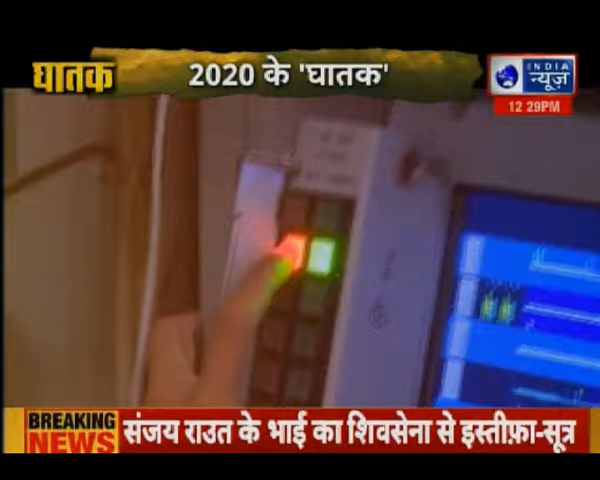 घातक
2020 के 'घातक'
INDIA
न्यूज़
12 29PM
BREAKING
NEWS
संजय राउत के भाई का शिवसेना से इस्तीफ़ा-सूत्र